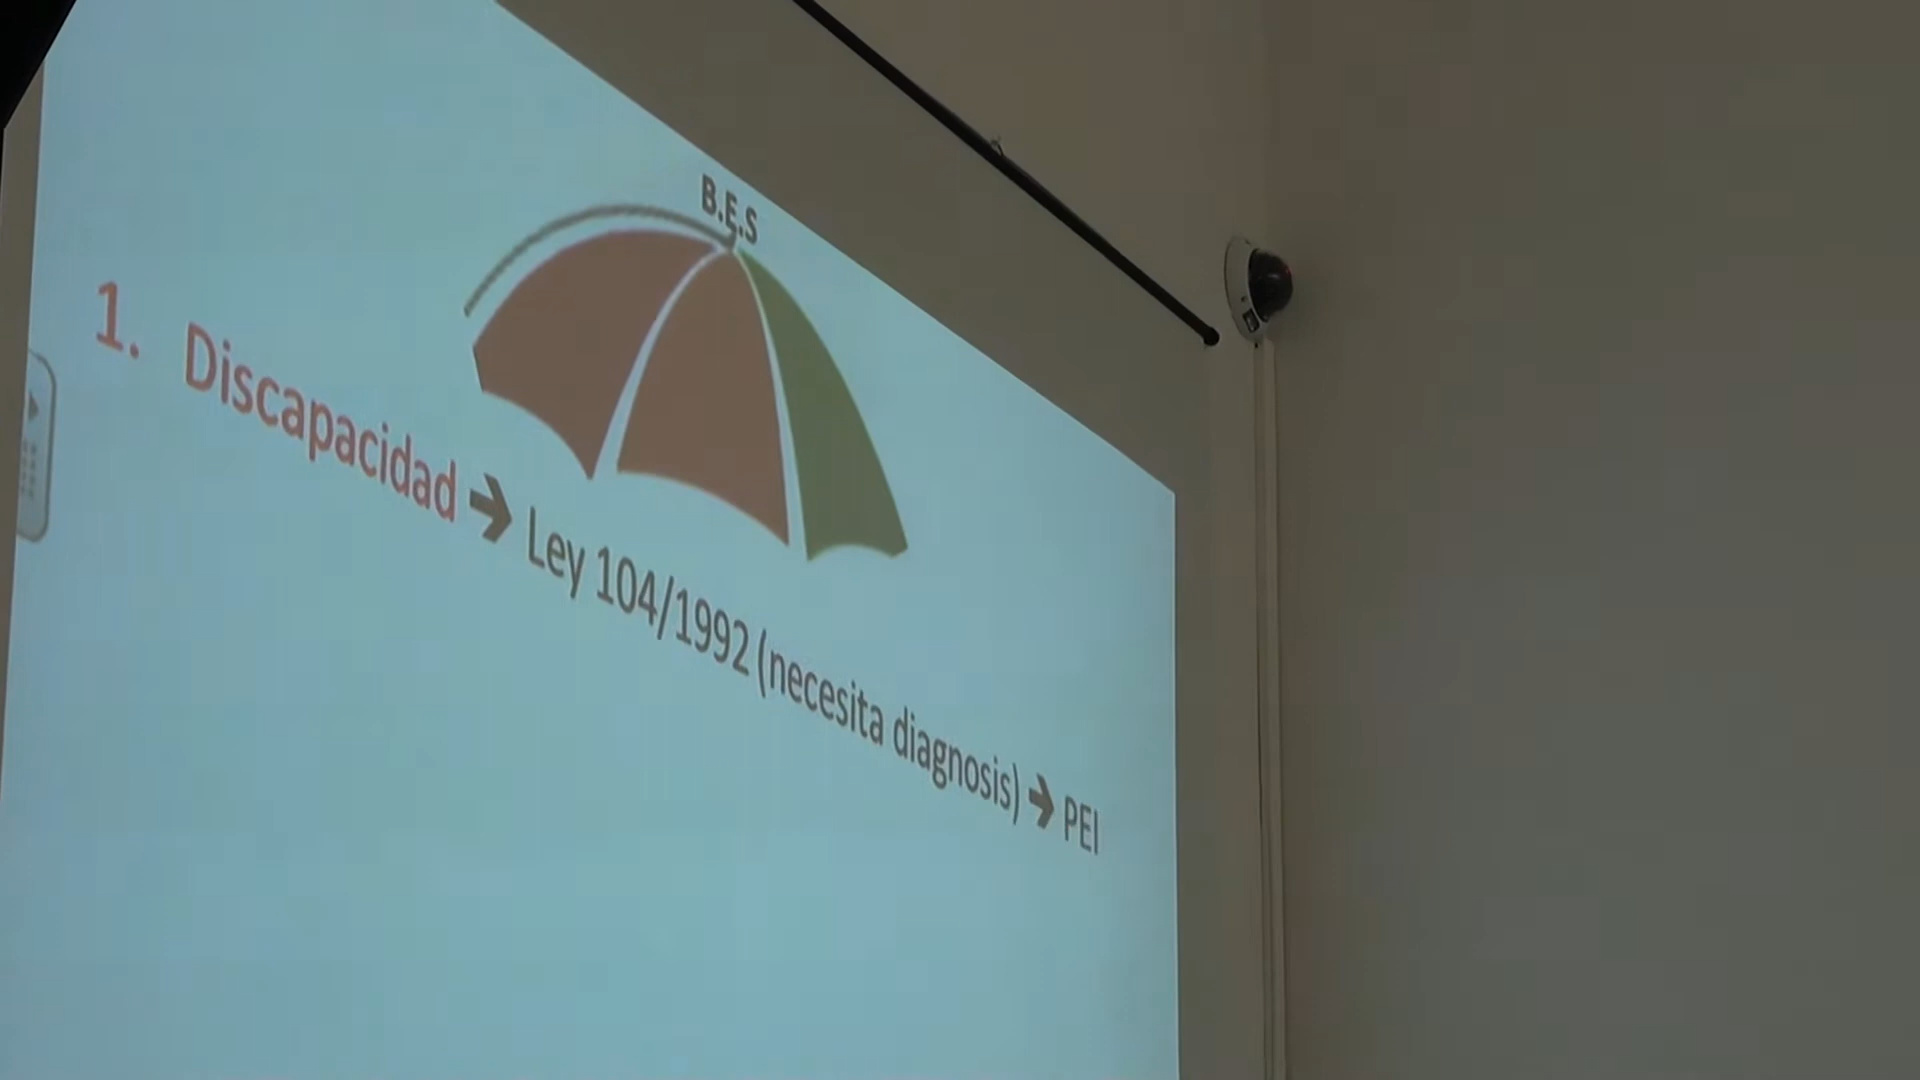 B.E.S
1. Discapacidad → Ley 104/1992 (necesita diagnosis) → PEI